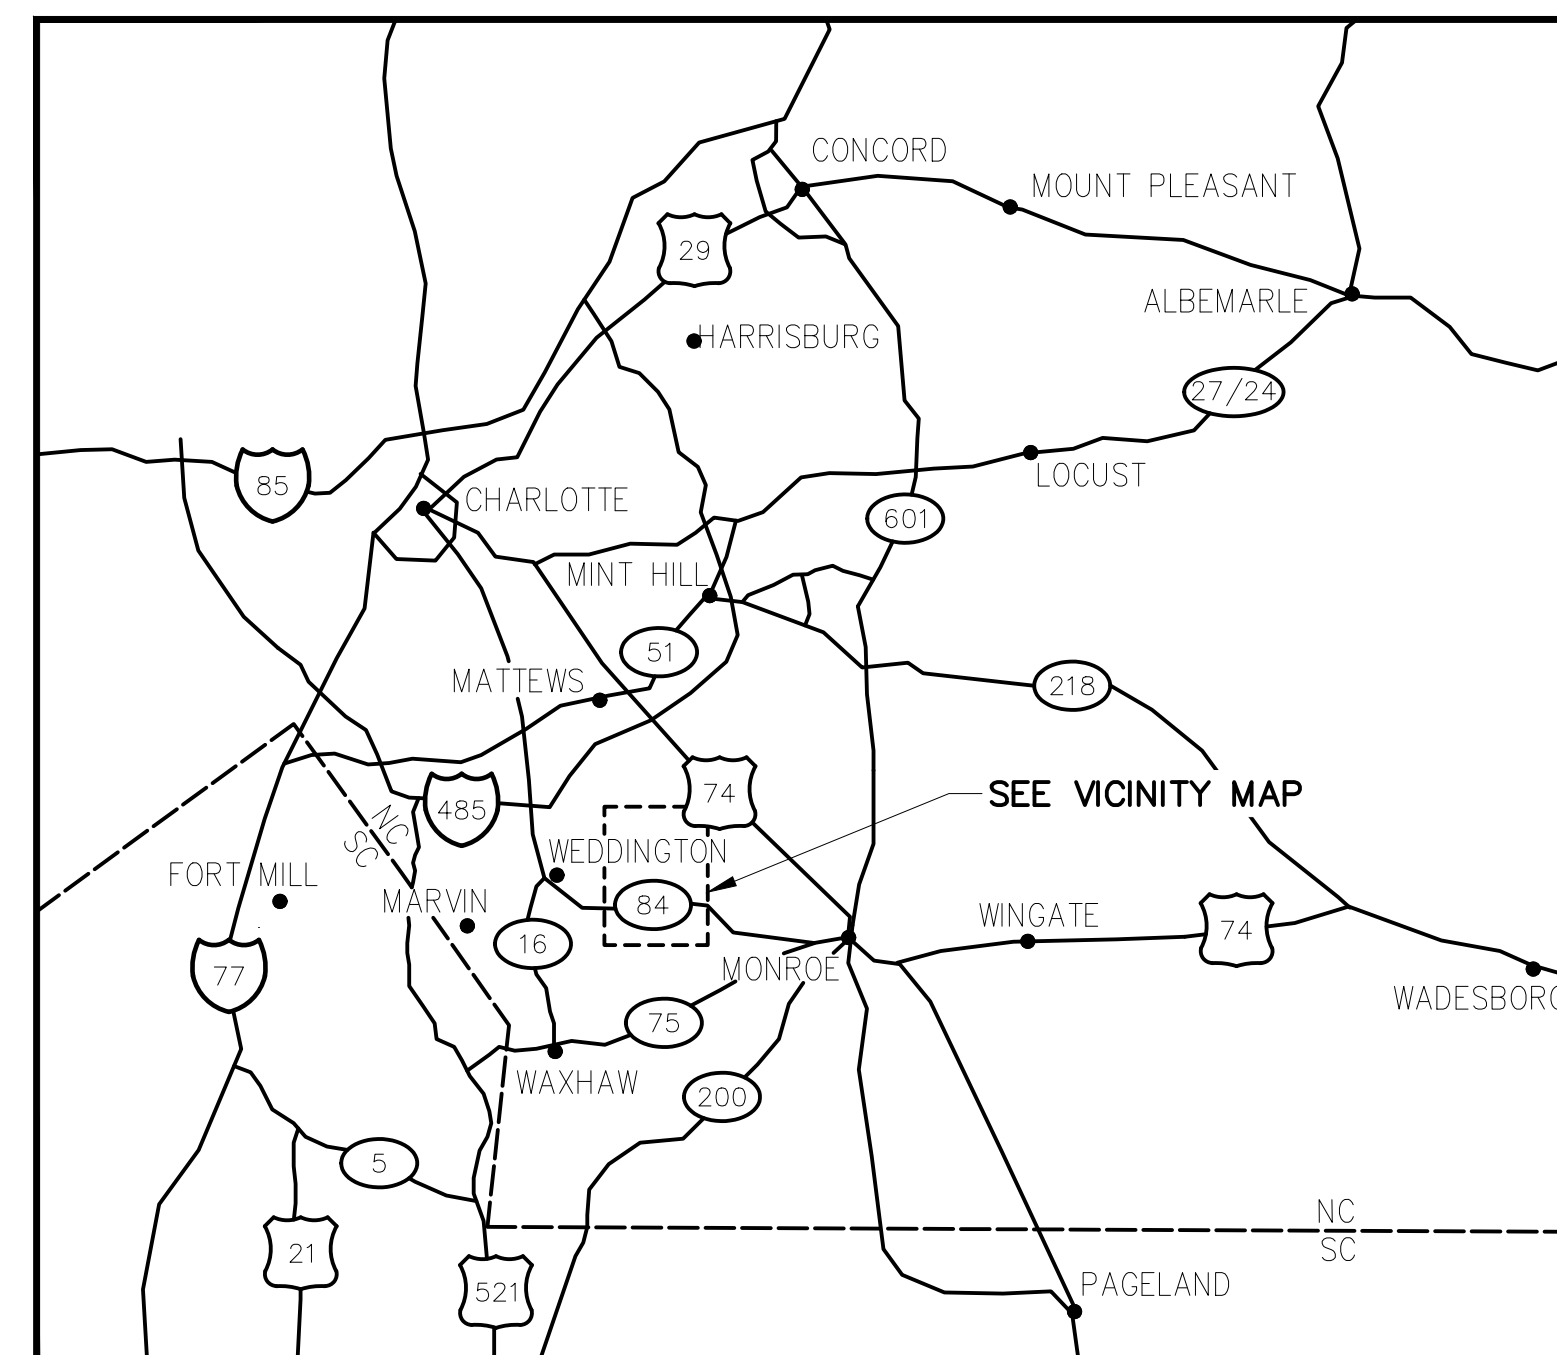 CONCORD
MOUNT PLEASANT
29
ALBEMARLE
HARRISBURG
27/24
85
LOCUST
CHARLOTTE
601
MINT HILL
51
MATTEWS
218
74
SEE VICINITY MAP
485
NC
SC
WEDDINGTON
FORT MILL
MARVIN
84
WINGATE
16
74
77
MONROE
WADESBORO
75
WAXHAW
200
5
NC
SC
21
521
PAGELAND